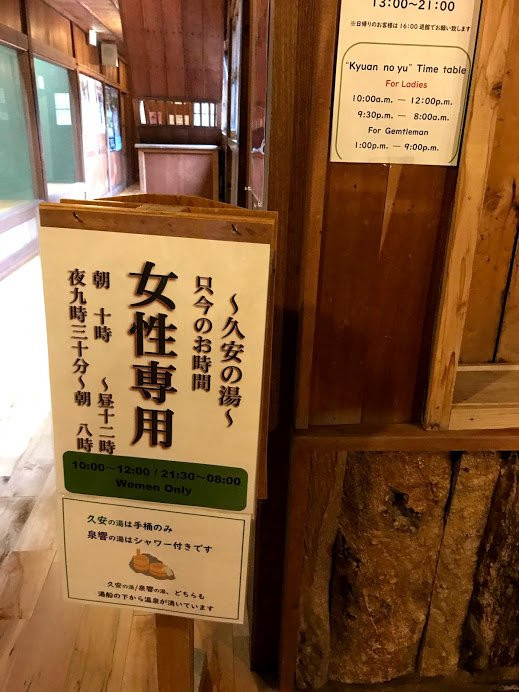 13:00~21:00
※日帰りのお客様は16:00退館でお願い致します
"Kyuan no yu" Time table
For Ladies
10:00a.m. — 12:00p.m.
9:30p.m. — 8:00a.m.
For Gemtleman
1:00p.m. — 9:00p.m.
～久安の湯～
只今のお時間
女性専用
朝 十時 ～昼十二時
夜九時三十分～朝 八時
10:00～12:00 / 21:30～08:00
Women Only
久安の湯は手桶のみ
泉響の湯はシャワー付きです
久安の湯/泉響の湯、どちらも
湯船の下から温泉が湧いています